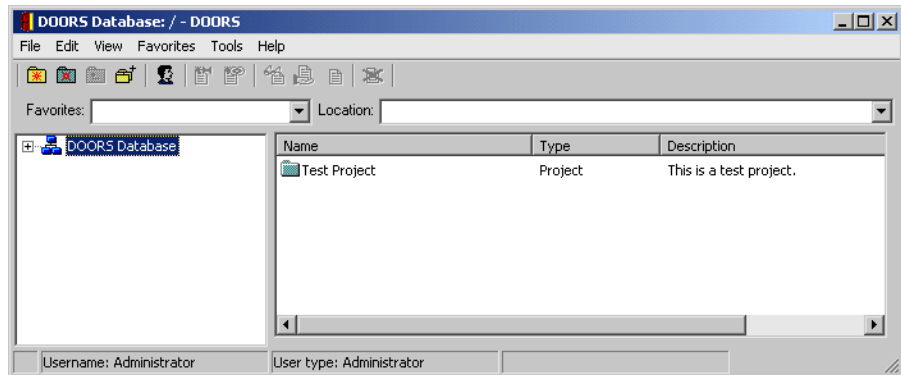 DOORS Database: / - DOORS
File Edit View Favorites Tools Help
Favorites: Location:
DOORS Database
Name Type Description
Test Project Project This is a test project.
Username: Administrator User type: Administrator